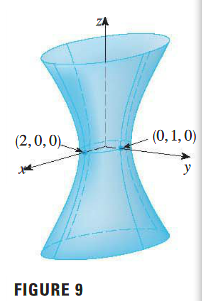 z
(2, 0, 0)
(0, 1, 0)
x
y
FIGURE 9